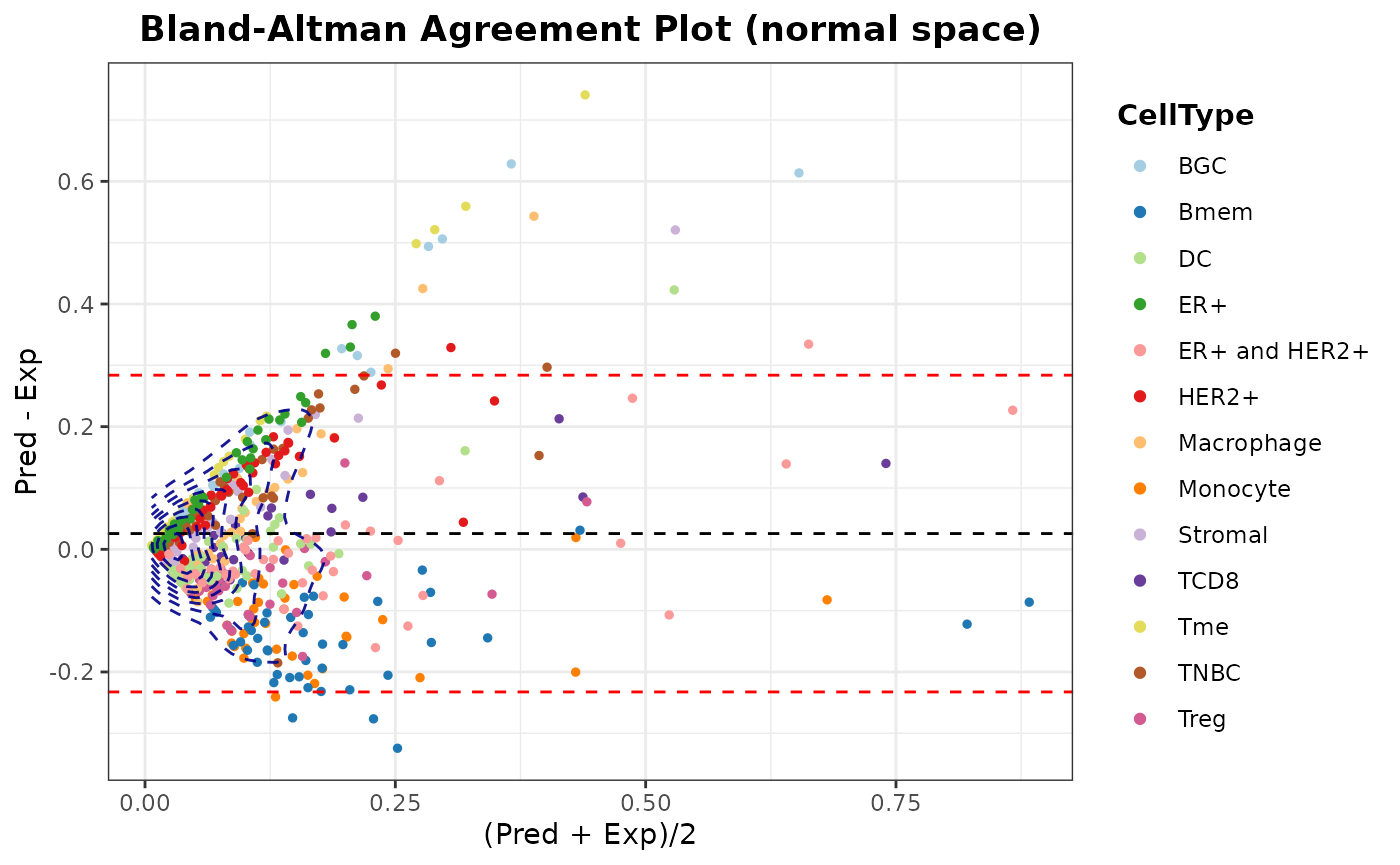 Bland-Altman Agreement Plot (normal space)
Pred - Exp
0.6
0.4
0.2
0.0
-0.2
0.00
0.25
0.50
0.75
(Pred + Exp)/2
CellType
BGC
Bmem
DC
ER+
ER+ and HER2+
HER2+
Macrophage
Monocyte
Stromal
TCD8
Tme
TNBC
Treg